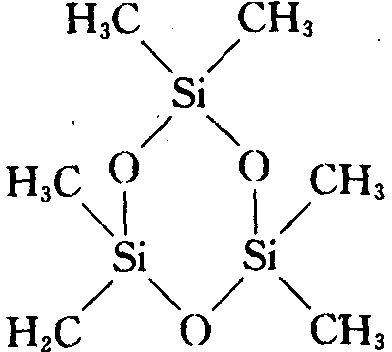 H₃C CH₃
Si
O O
H₃C CH₃
Si Si
H₂C O CH₃